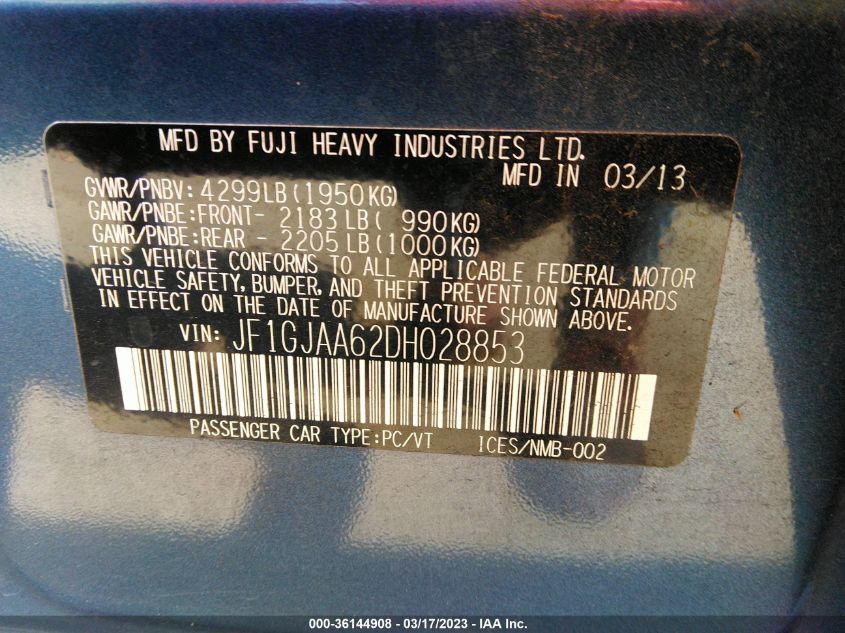 MFD BY FUJI HEAVY INDUSTRIES LTD.
MFD IN 03/13
GVWR/PNBV: 4299LB(1950KG)
GAWR/PNBE:FRONT- 2183LB( 990KG)
GAWR/PNBE:REAR - 2205LB(1000KG)
THIS VEHICLE CONFORMS TO ALL APPLICABLE FEDERAL MOTOR
VEHICLE SAFETY, BUMPER, AND THEFT PREVENTION STANDARDS
IN EFFECT ON THE DATE OF MANUFACTURE SHOWN ABOVE.
VIN: JF1GJAA62DH028853
PASSENGER CAR TYPE:PC/VT ICES/NMB-002
000-36144908 - 03/17/2023 - IAA Inc.